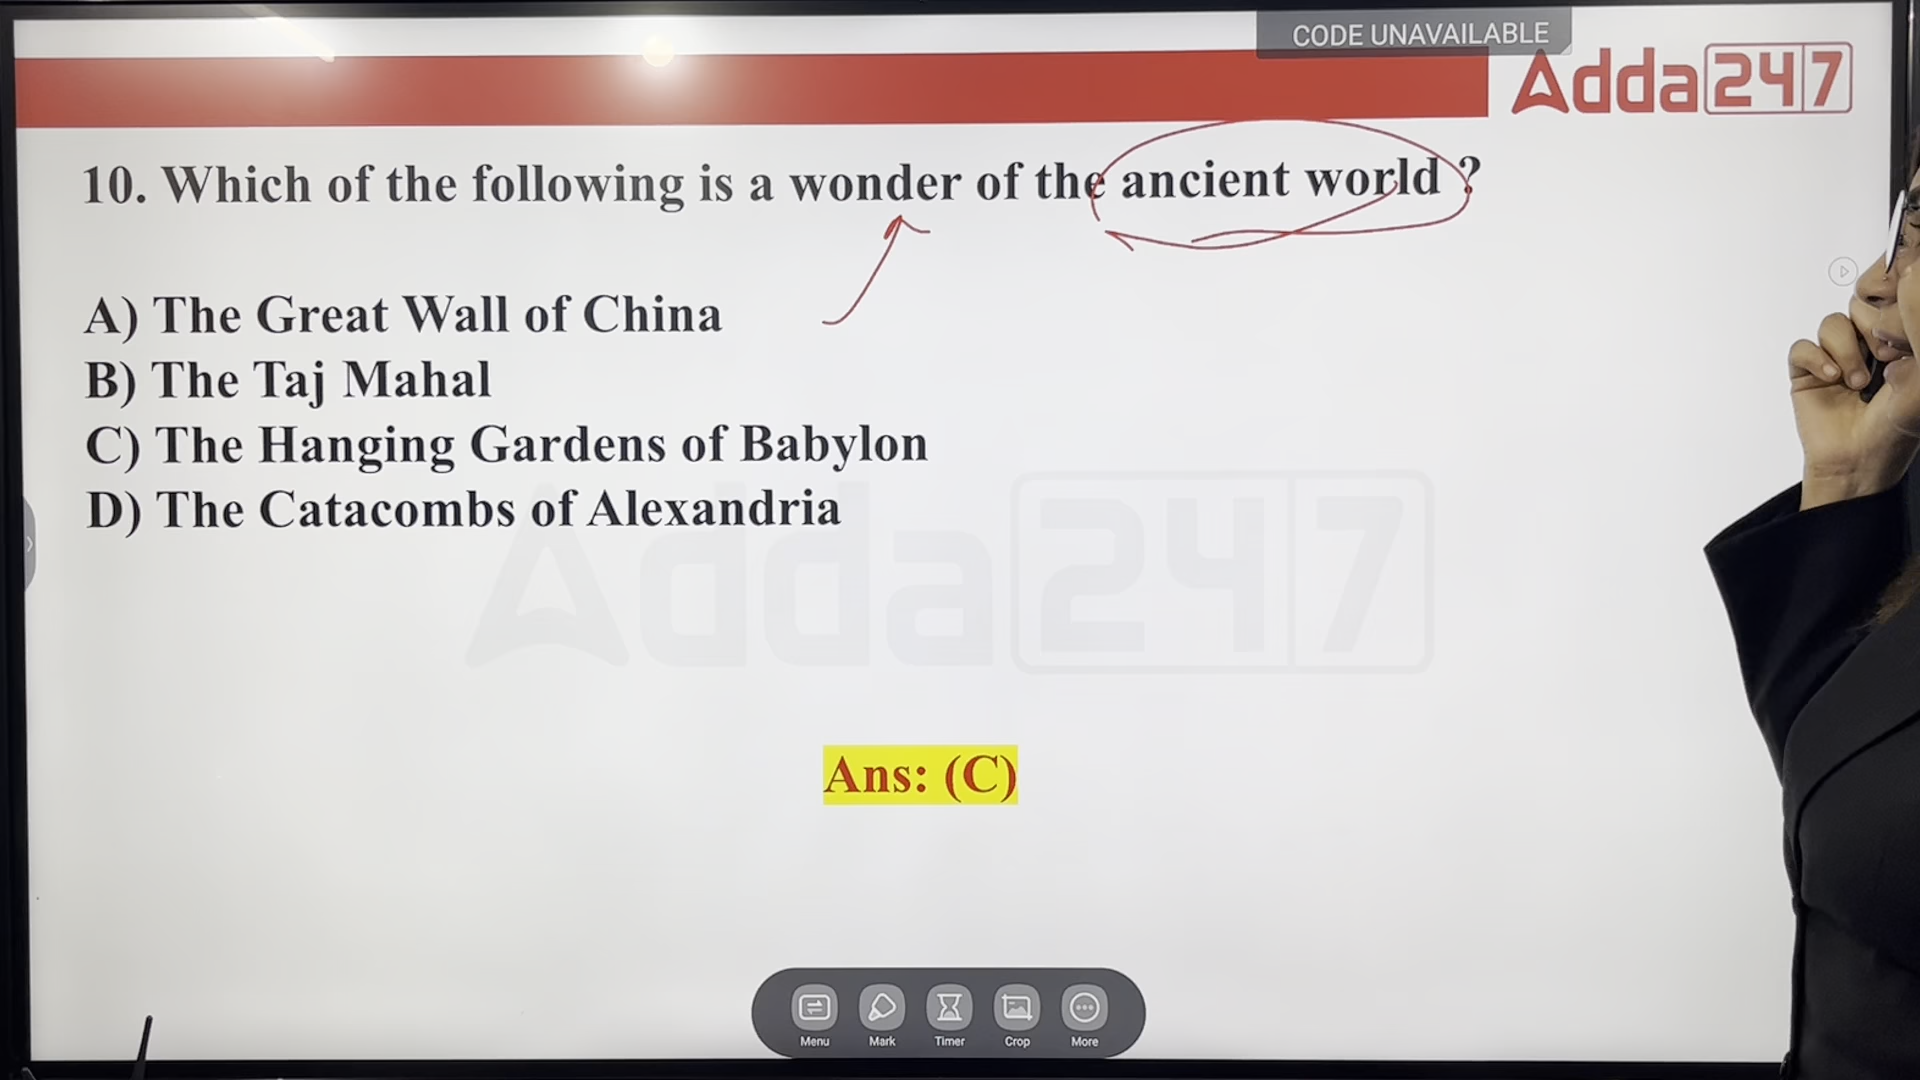 CODE UNAVAILABLE
Adda247
10. Which of the following is a wonder of the ancient world ?
A) The Great Wall of China
B) The Taj Mahal
C) The Hanging Gardens of Babylon
D) The Catacombs of Alexandria
Adda247
Ans: (C)
Menu Mark Timer Crop More